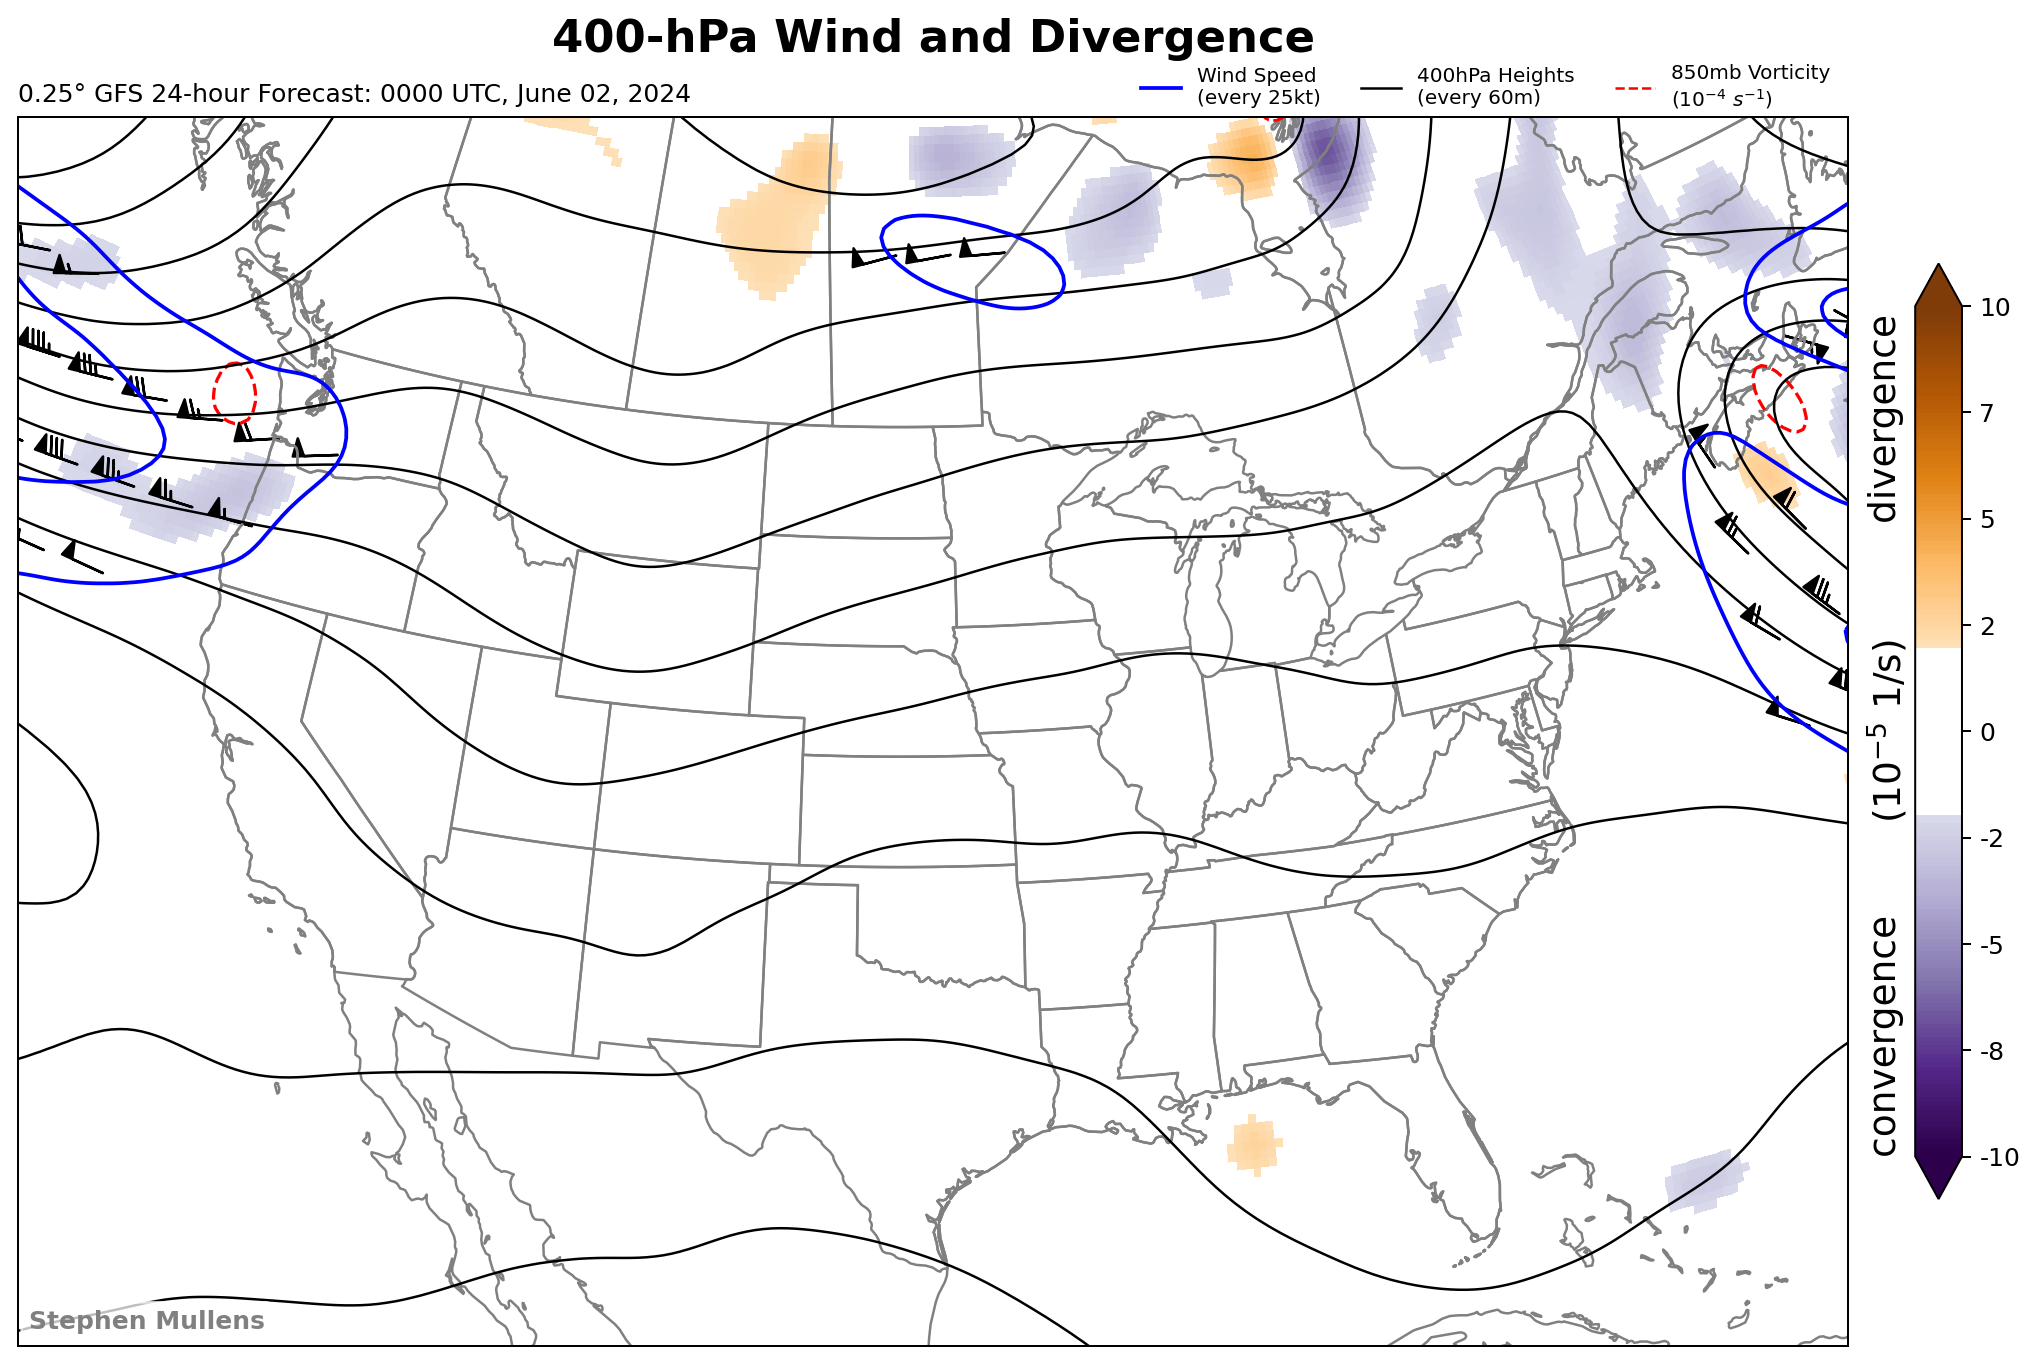 400-hPa Wind and Divergence
0.25° GFS 24-hour Forecast: 0000 UTC, June 02, 2024
Wind Speed
(every 25kt)
400hPa Heights
(every 60m)
850mb Vorticity
(10⁻⁴ s⁻¹)
10
7
5
2
0
-2
-5
-8
-10
convergence (10⁻⁵ 1/s) divergence
Stephen Mullens